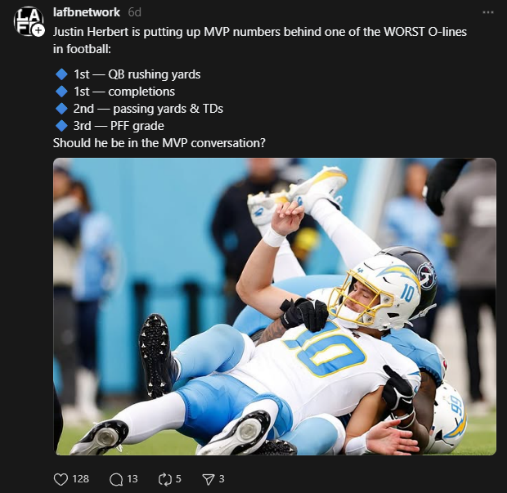 LA
F
lafbnetwork 6d
Justin Herbert is putting up MVP numbers behind one of the WORST O-lines
in football:
🔷 1st — QB rushing yards
🔷 1st — completions
🔷 2nd — passing yards & TDs
🔷 3rd — PFF grade
Should he be in the MVP conversation?
10
10
66
128 13 5 3